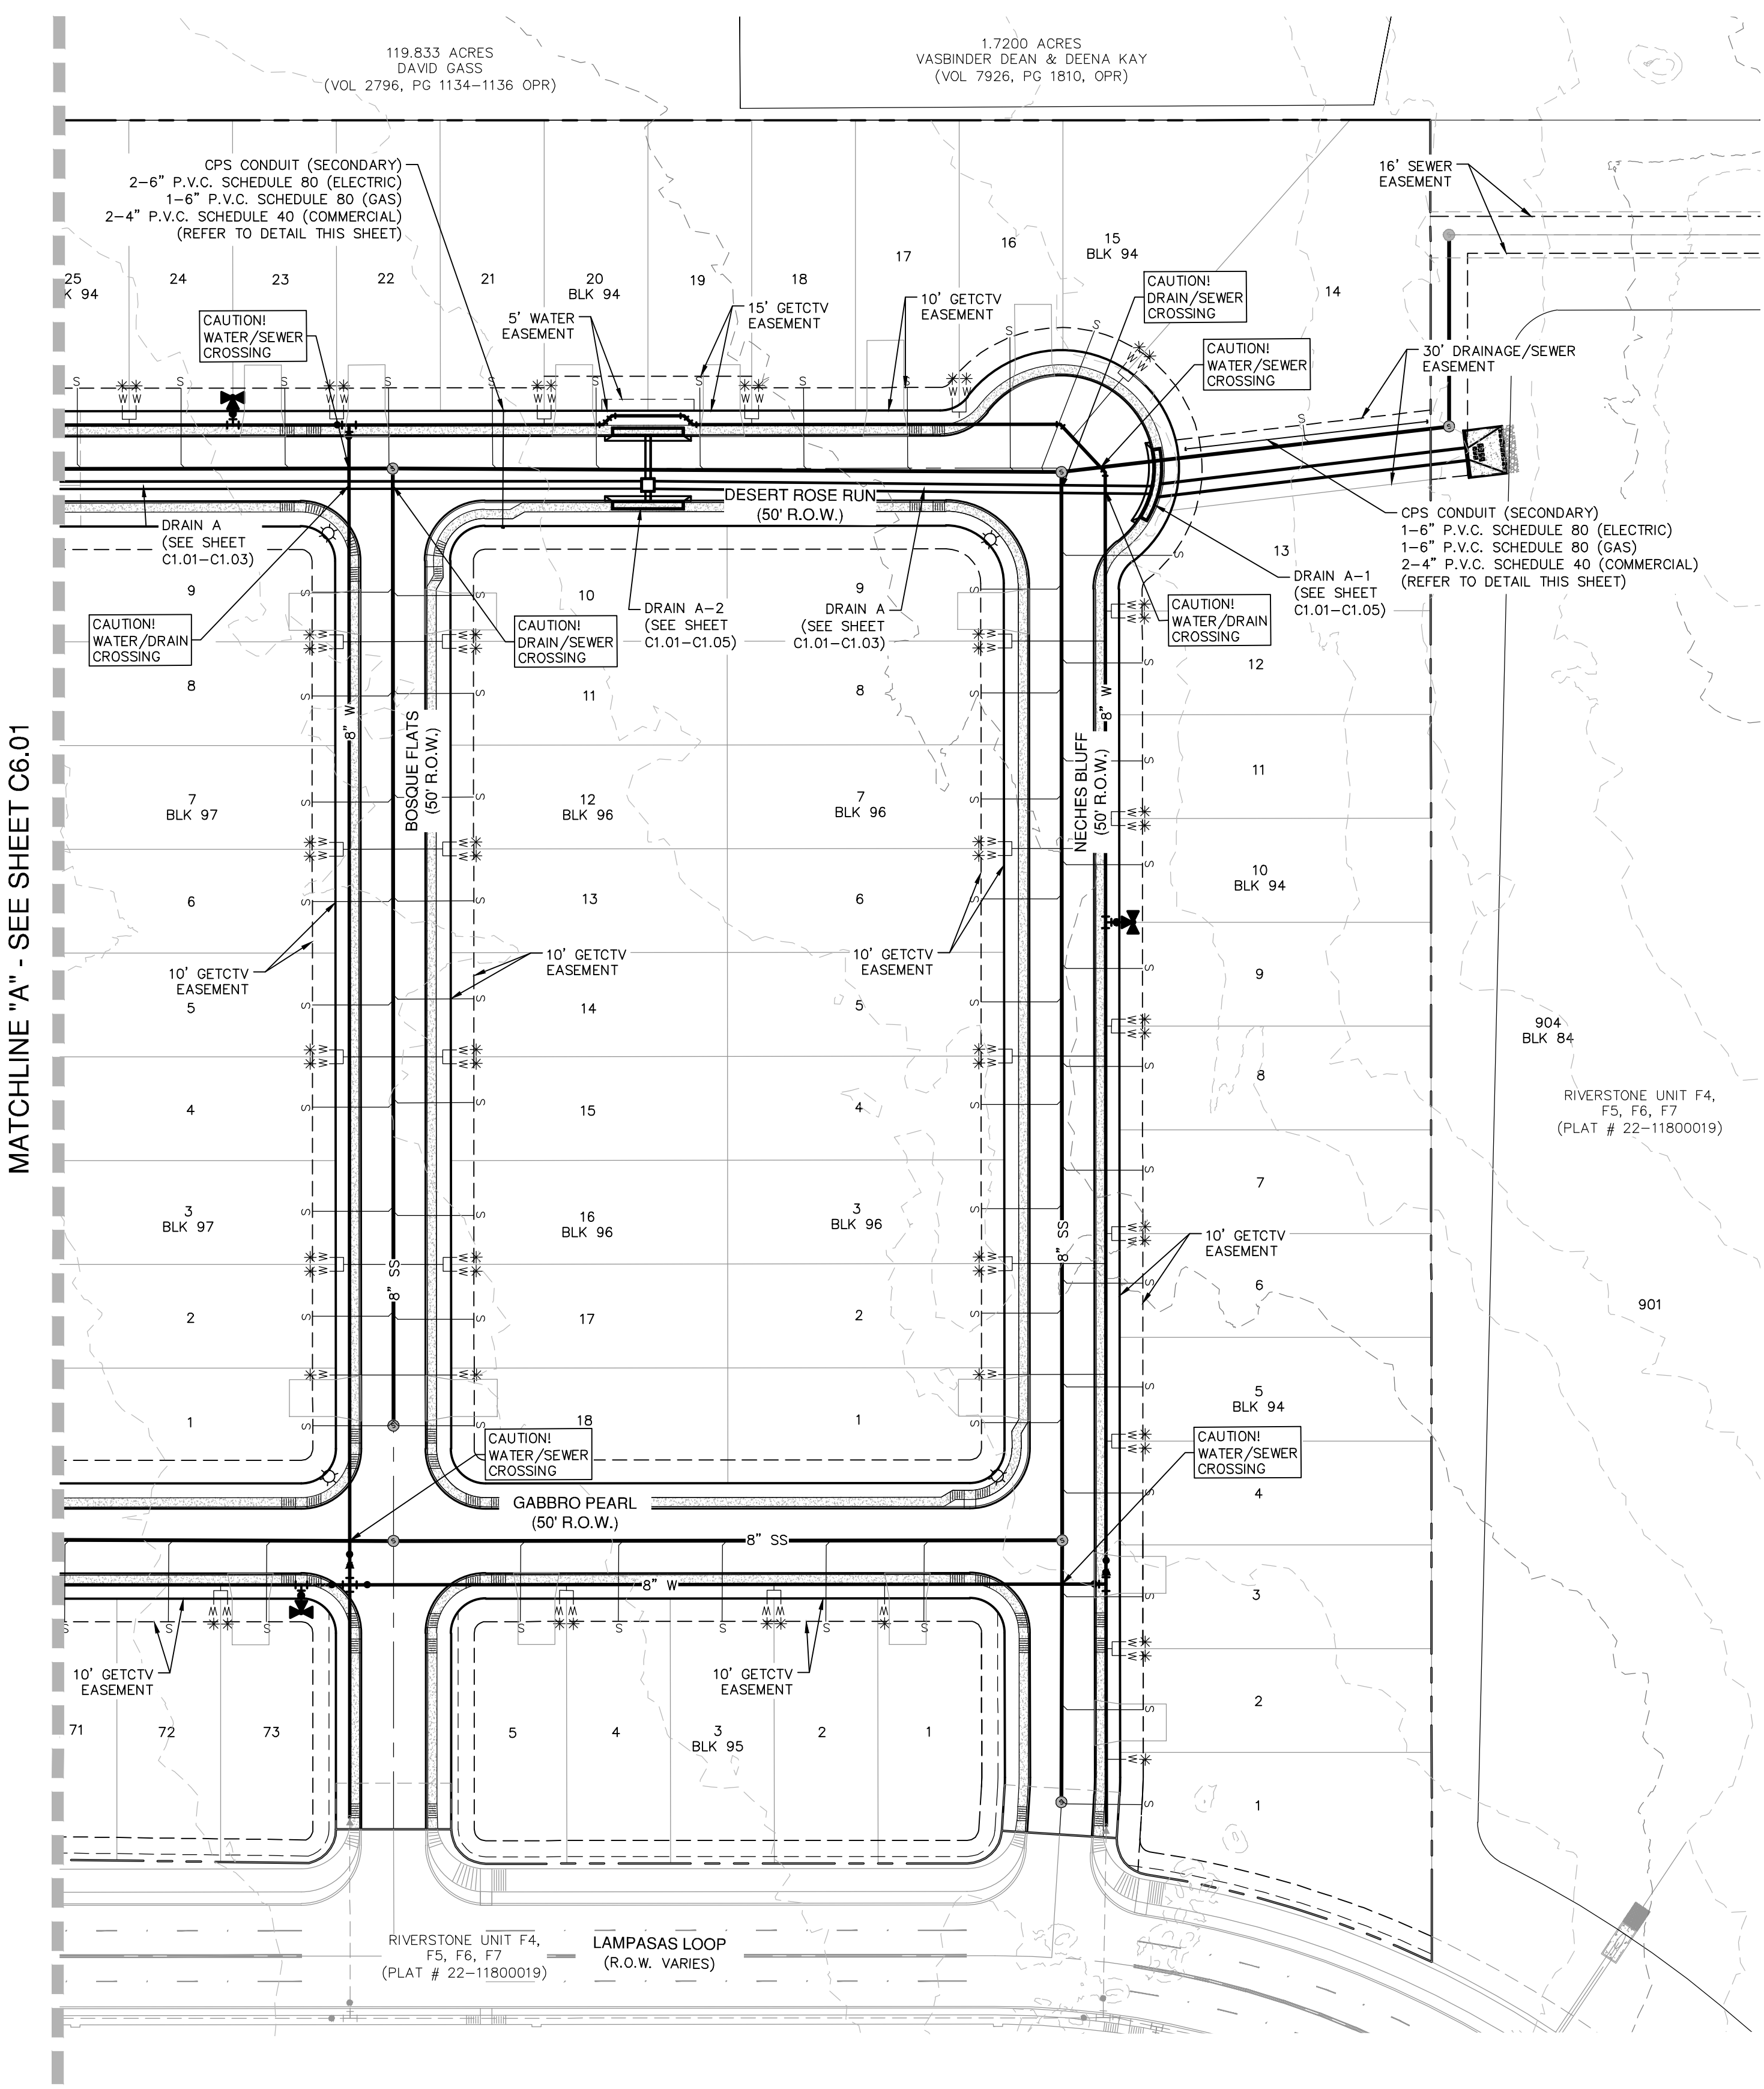 119.833 ACRES
DAVID GASS
(VOL 2796, PG 1134-1136 OPR)
1.7200 ACRES
VASBINDER DEAN & DEENA KAY
(VOL 7926, PG 1810, OPR)
CPS CONDUIT (SECONDARY)
2-6" P.V.C. SCHEDULE 80 (ELECTRIC)
1-6" P.V.C. SCHEDULE 80 (GAS)
2-4" P.V.C. SCHEDULE 40 (COMMERCIAL)
(REFER TO DETAIL THIS SHEET)
16' SEWER
EASEMENT
25
K 94
24
23
22
21
20
BLK 94
19
18
17
16
15
BLK 94
14
CAUTION!
WATER/SEWER
CROSSING
5' WATER
EASEMENT
15' GETCTV
EASEMENT
10' GETCTV
EASEMENT
CAUTION!
DRAIN/SEWER
CROSSING
CAUTION!
WATER/SEWER
CROSSING
30' DRAINAGE/SEWER
EASEMENT
DESERT ROSE RUN
(50' R.O.W.)
DRAIN A
(SEE SHEET
C1.01-C1.03)
CPS CONDUIT (SECONDARY)
1-6" P.V.C. SCHEDULE 80 (ELECTRIC)
1-6" P.V.C. SCHEDULE 80 (GAS)
2-4" P.V.C. SCHEDULE 40 (COMMERCIAL)
(REFER TO DETAIL THIS SHEET)
13
DRAIN A-1
(SEE SHEET
C1.01-C1.05)
9
10
9
CAUTION!
WATER/DRAIN
CROSSING
CAUTION!
DRAIN/SEWER
CROSSING
DRAIN A-2
(SEE SHEET
C1.01-C1.05)
DRAIN A
(SEE SHEET
C1.01-C1.03)
CAUTION!
WATER/DRAIN
CROSSING
12
8
11
8
8" W
BOSQUE FLATS
(50' R.O.W.)
8" W
NECHES BLUFF
(50' R.O.W.)
MATCHLINE "A" - SEE SHEET C6.01
11
7
BLK 97
12
BLK 96
7
BLK 96
10
BLK 94
6
13
6
10' GETCTV
EASEMENT
10' GETCTV
EASEMENT
10' GETCTV
EASEMENT
9
5
14
5
904
BLK 84
8
4
15
4
RIVERSTONE UNIT F4,
F5, F6, F7
(PLAT # 22-11800019)
7
3
BLK 97
16
BLK 96
3
BLK 96
8" SS
8" SS
10' GETCTV
EASEMENT
6
901
2
17
2
5
BLK 94
1
18
1
CAUTION!
WATER/SEWER
CROSSING
CAUTION!
WATER/SEWER
CROSSING
4
GABBRO PEARL
(50' R.O.W.)
8" SS
8" W
3
10' GETCTV
EASEMENT
10' GETCTV
EASEMENT
2
71
72
73
5
4
3
BLK 95
2
1
1
RIVERSTONE UNIT F4,
F5, F6, F7
(PLAT # 22-11800019)
LAMPASAS LOOP
(R.O.W. VARIES)